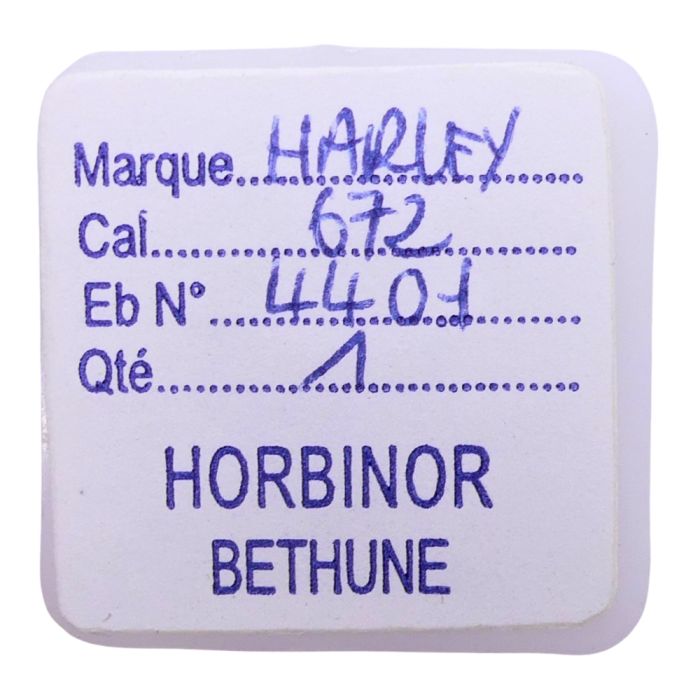 Marque HARLEY
Cal 672
Eb N° 4401
Qté 1
HORBINOR
BETHUNE